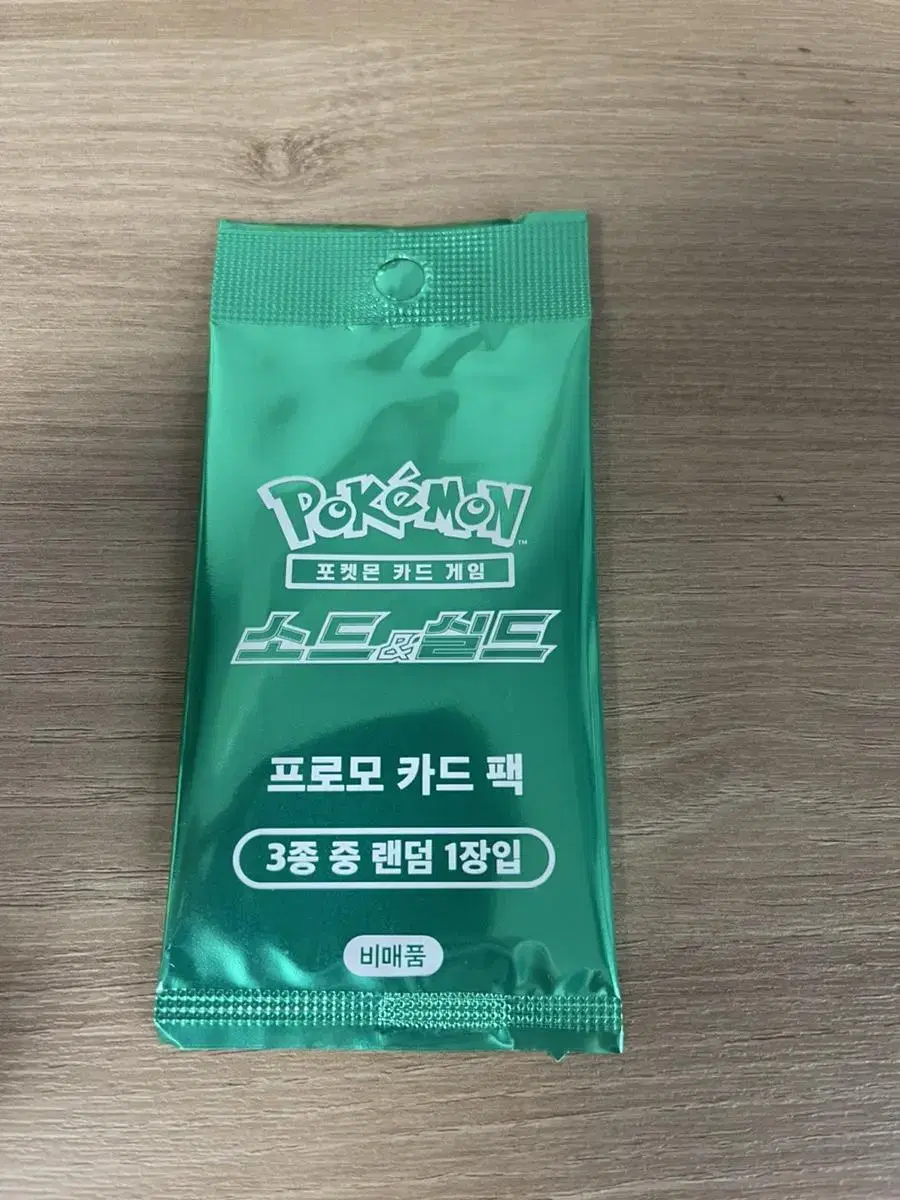 POKéMON™
포켓몬 카드 게임
소드&실드
프로모 카드 팩
3종 중 랜덤 1장입
비매품